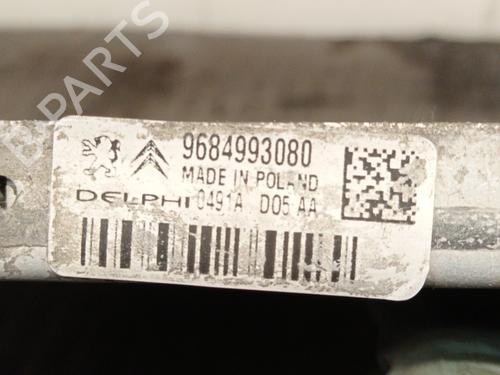 9684993080
MADE IN POLAND
DELPHI 0491A D05 AA
B PARTS